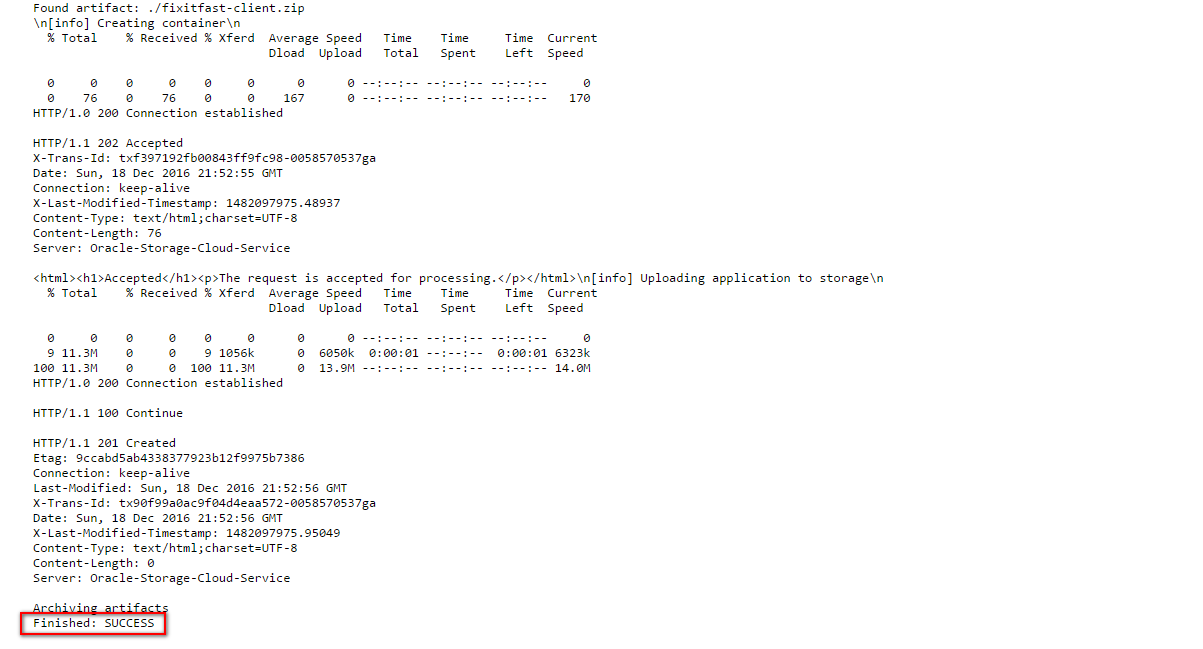 Found artifact: ./fixitfast-client.zip
\n[info] Creating container\n
  % Total    % Received % Xferd  Average Speed   Time    Time     Time  Current
                                 Dload  Upload   Total   Spent    Left  Speed
  0     0    0     0    0     0      0      0 --:--:-- --:--:-- --:--:--     0
  0    76    0    76    0     0    167      0 --:--:-- --:--:-- --:--:--   170
HTTP/1.0 200 Connection established
HTTP/1.1 202 Accepted
X-Trans-Id: txf397192fb00843ff9fc98-0058570537ga
Date: Sun, 18 Dec 2016 21:52:55 GMT
Connection: keep-alive
X-Last-Modified-Timestamp: 1482097975.48937
Content-Type: text/html;charset=UTF-8
Content-Length: 76
Server: Oracle-Storage-Cloud-Service
<html><h1>Accepted</h1><p>The request is accepted for processing.</p></html>\n[info] Uploading application to storage\n
  % Total    % Received % Xferd  Average Speed   Time    Time     Time  Current
                                 Dload  Upload   Total   Spent    Left  Speed
  0     0    0     0    0     0      0      0 --:--:-- --:--:-- --:--:--     0
  9 11.3M    0     0    9 1056k      0  6050k  0:00:01 --:--:--  0:00:01 6323k
100 11.3M    0     0  100 11.3M      0  13.9M --:--:-- --:--:-- --:--:-- 14.0M
HTTP/1.0 200 Connection established
HTTP/1.1 100 Continue
HTTP/1.1 201 Created
Etag: 9ccabd5ab4338377923b12f9975b7386
Connection: keep-alive
Last-Modified: Sun, 18 Dec 2016 21:52:56 GMT
X-Trans-Id: tx90f99a0ac9f04d4eaa572-0058570537ga
Date: Sun, 18 Dec 2016 21:52:56 GMT
X-Last-Modified-Timestamp: 1482097975.95049
Content-Type: text/html;charset=UTF-8
Content-Length: 0
Server: Oracle-Storage-Cloud-Service
Archiving artifacts
Finished: SUCCESS